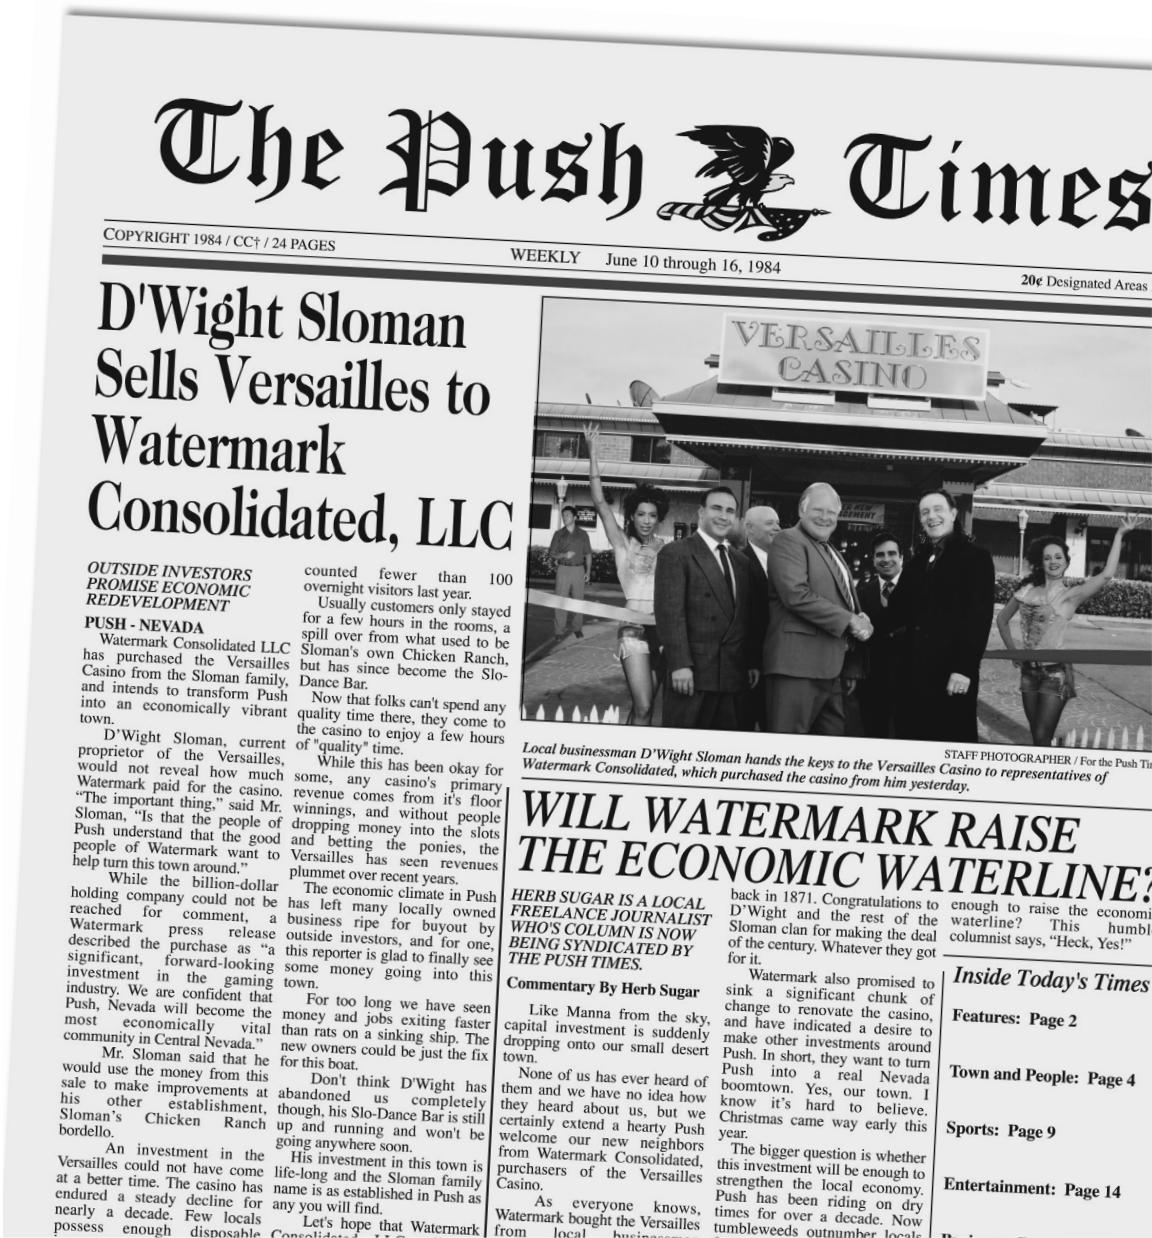 The Push Times
COPYRIGHT 1984 / CC† / 24 PAGES
WEEKLY June 10 through 16, 1984
20¢ Designated Areas
D'Wight Sloman
Sells Versailles to
Watermark
Consolidated, LLC
OUTSIDE INVESTORS
PROMISE ECONOMIC
REDEVELOPMENT
PUSH - NEVADA
Watermark Consolidated LLC
has purchased the Versailles
Casino from the Sloman family,
and intends to transform Push
into an economically vibrant
town.
D'Wight Sloman, current
proprietor of the Versailles,
would not reveal how much
Watermark paid for the casino.
“The important thing,” said Mr.
Sloman, “Is that the people of
Push understand that the good
people of Watermark want to
help turn this town around.”
While the billion-dollar
holding company could not be
reached for comment, a
Watermark press release
described the purchase as “a
significant, forward-looking
investment in the gaming
industry. We are confident that
Push, Nevada will become the
most economically vital
community in Central Nevada.”
Mr. Sloman said that he
would use the money from this
sale to make improvements at
his other establishment,
Sloman’s Chicken Ranch
bordello.
An investment in the
Versailles could not have come
at a better time. The casino has
endured a steady decline for
nearly a decade. Few locals
possess enough disposable
counted fewer than 100
overnight visitors last year.
Usually customers only stayed
for a few hours in the rooms, a
spill over from what used to be
Sloman's own Chicken Ranch,
but has since become the Slo-
Dance Bar.
Now that folks can't spend any
quality time there, they come to
the casino to enjoy a few hours
of "quality" time.
While this has been okay for
some, any casino's primary
revenue comes from it's floor
winnings, and without people
dropping money into the slots
and betting the ponies, the
Versailles has seen revenues
plummet over recent years.
The economic climate in Push
has left many locally owned
business ripe for buyout by
outside investors, and for one,
this reporter is glad to finally see
some money going into this
town.
For too long we have seen
money and jobs exiting faster
than rats on a sinking ship. The
new owners could be just the fix
for this boat.
Don't think D'Wight has
abandoned us completely
though, his Slo-Dance Bar is still
up and running and won't be
going anywhere soon.
His investment in this town is
life-long and the Sloman family
name is as established in Push as
any you will find.
Let's hope that Watermark
VERSAILLES
CASINO
STAFF PHOTOGRAPHER / For the Push
Local businessman D’Wight Sloman hands the keys to the Versailles Casino to representatives of
Watermark Consolidated, which purchased the casino from him yesterday.
WILL WATERMARK RAISE
THE ECONOMIC WATERLINE?
HERB SUGAR IS A LOCAL
FREELANCE JOURNALIST
WHO'S COLUMN IS NOW
BEING SYNDICATED BY
THE PUSH TIMES.
Commentary By Herb Sugar
Like Manna from the sky,
capital investment is suddenly
dropping onto our small desert
town.
None of us has ever heard of
them and we have no idea how
they heard about us, but we
certainly extend a hearty Push
welcome our new neighbors
from Watermark Consolidated,
purchasers of the Versailles
Casino.
As everyone knows,
Watermark bought the Versailles
from local
back in 1871. Congratulations to
D’Wight and the rest of the
Sloman clan for making the deal
of the century. Whatever they got
for it.
Watermark also promised to
sink a significant chunk of
change to renovate the casino,
and have indicated a desire to
make other investments around
Push. In short, they want to turn
Push into a real Nevada
boomtown. Yes, our town. I
know it’s hard to believe.
Christmas came way early this
year.
The bigger question is whether
this investment will be enough to
strengthen the local economy.
Push has been riding on dry
times for over a decade. Now
tumbleweeds outnumber locals
enough to raise the economi
waterline? This humbl
columnist says, “Heck, Yes!”
Inside Today's Times
Features: Page 2
Town and People: Page 4
Sports: Page 9
Entertainment: Page 14